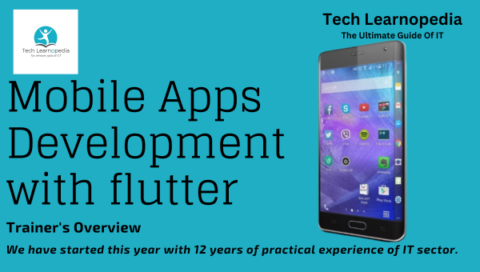 Tech Learnopedia
Tech Learnopedia
The Ultimate Guide Of IT
Mobile Apps
Development
with flutter
Trainer's Overview
We have started this year with 12 years of practical experience of IT sector.